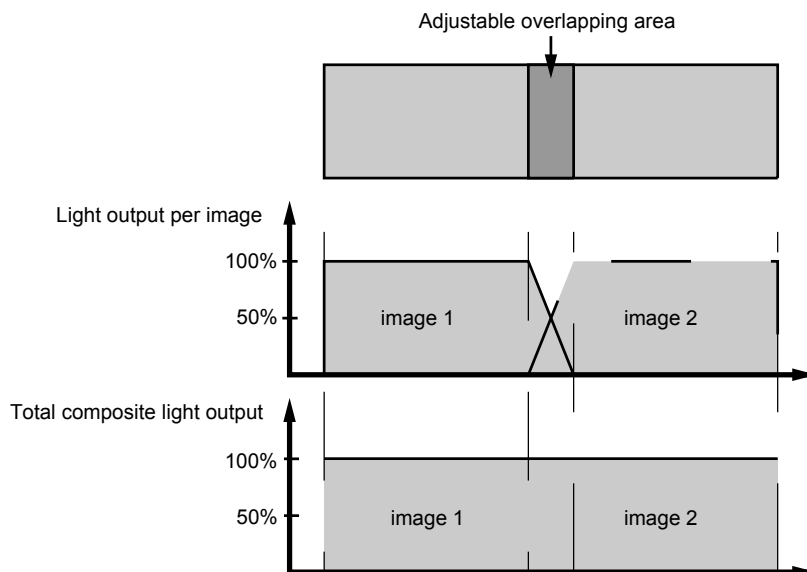 Adjustable overlapping area
Light output per image
100%
50%
image 1
image 2
Total composite light output
100%
50%
image 1
image 2